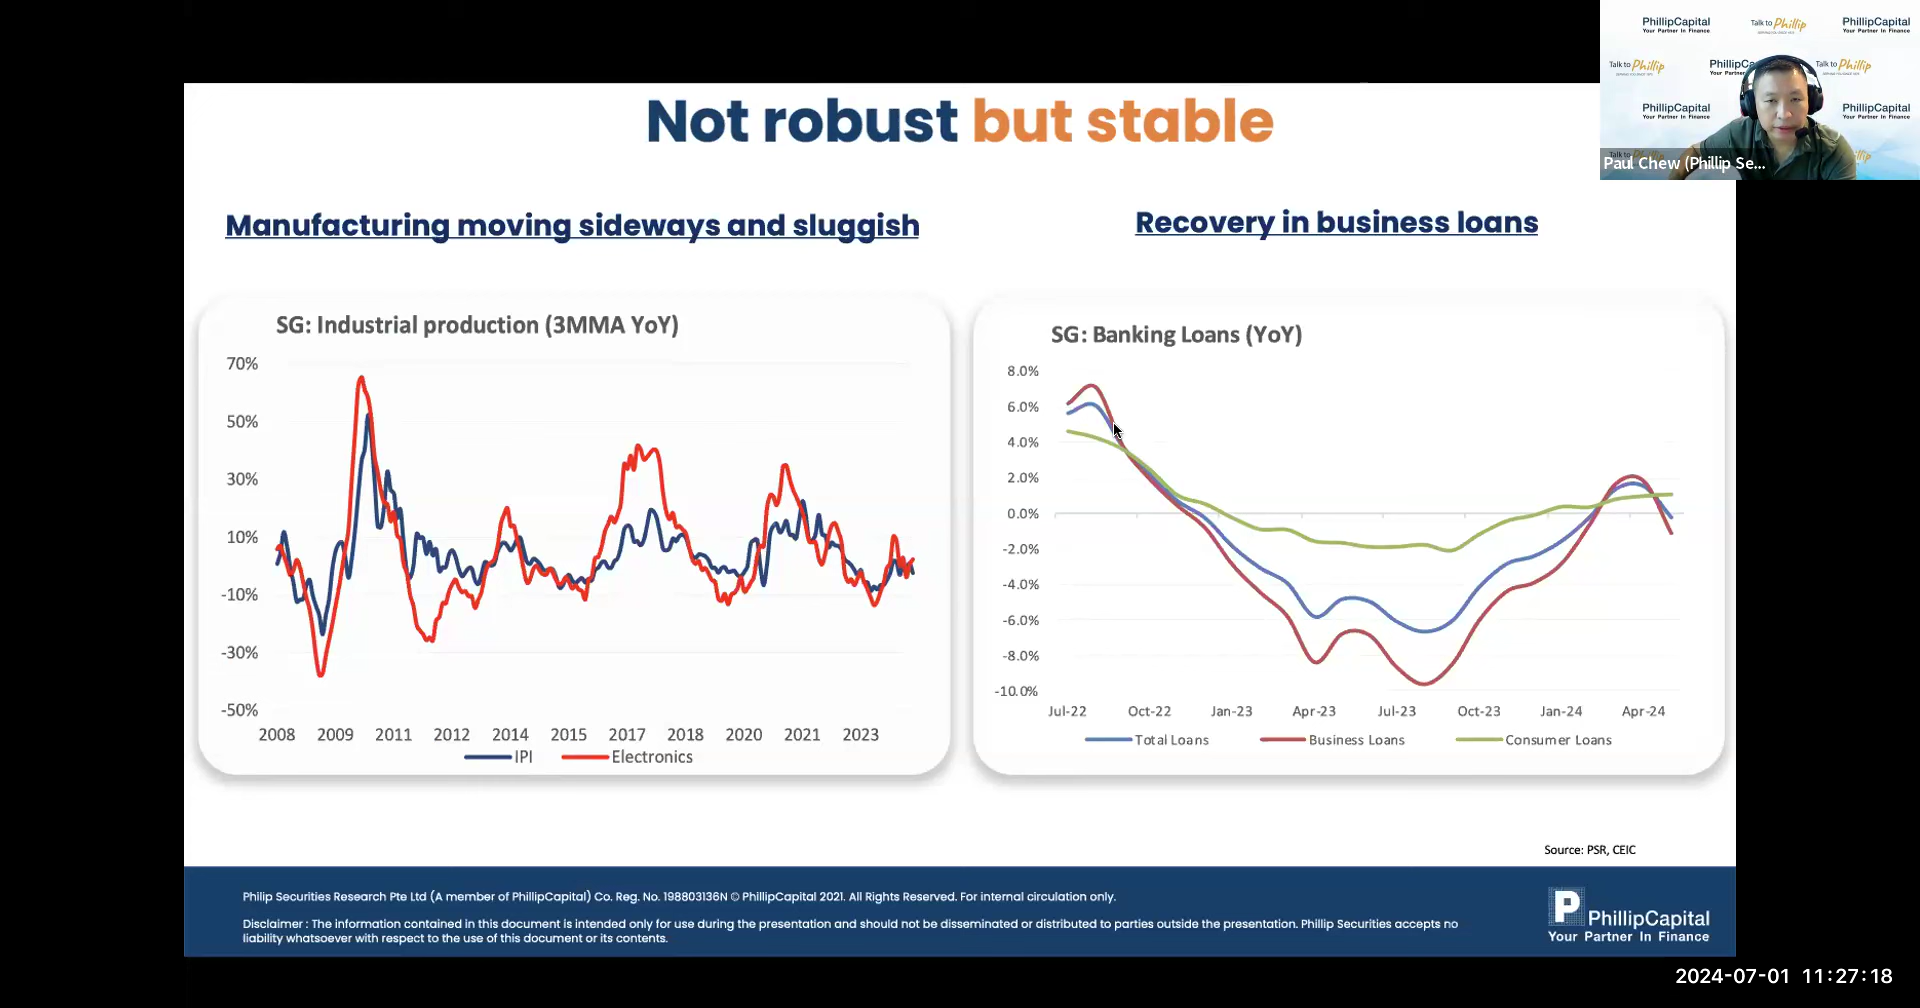 PhillipCapital
Your Partner In Finance
Talk to Phillip
PhillipCapital
Your Partner In Finance
Talk to Phillip
PhillipCa
Your Partner
Talk to Phillip
PhillipCapital
Your Partner In Finance
PhillipCapital
Your Partner In Finance
Talk to
Paul Chew (Phillip Se...
Not robust but stable
Manufacturing moving sideways and sluggish
SG: Industrial production (3MMA YoY)
70%
50%
30%
10%
-10%
-30%
-50%
2008 2009 2011 2012 2014 2015 2017 2018 2020 2021 2023
IPI Electronics
Recovery in business loans
SG: Banking Loans (YoY)
8.0%
6.0%
4.0%
2.0%
0.0%
-2.0%
-4.0%
-6.0%
-8.0%
-10.0%
Jul-22 Oct-22 Jan-23 Apr-23 Jul-23 Oct-23 Jan-24 Apr-24
Total Loans Business Loans Consumer Loans
Source: PSR, CEIC
Philip Securities Research Pte Ltd (A member of PhillipCapital) Co. Reg. No. 198803136N © PhillipCapital 2021. All Rights Reserved. For internal circulation only.
Disclaimer : The information contained in this document is intended only for use during the presentation and should not be disseminated or distributed to parties outside the presentation. Phillip Securities accepts no
liability whatsoever with respect to the use of this document or its contents.
P PhillipCapital
Your Partner In Finance
2024-07-01 11:27:18